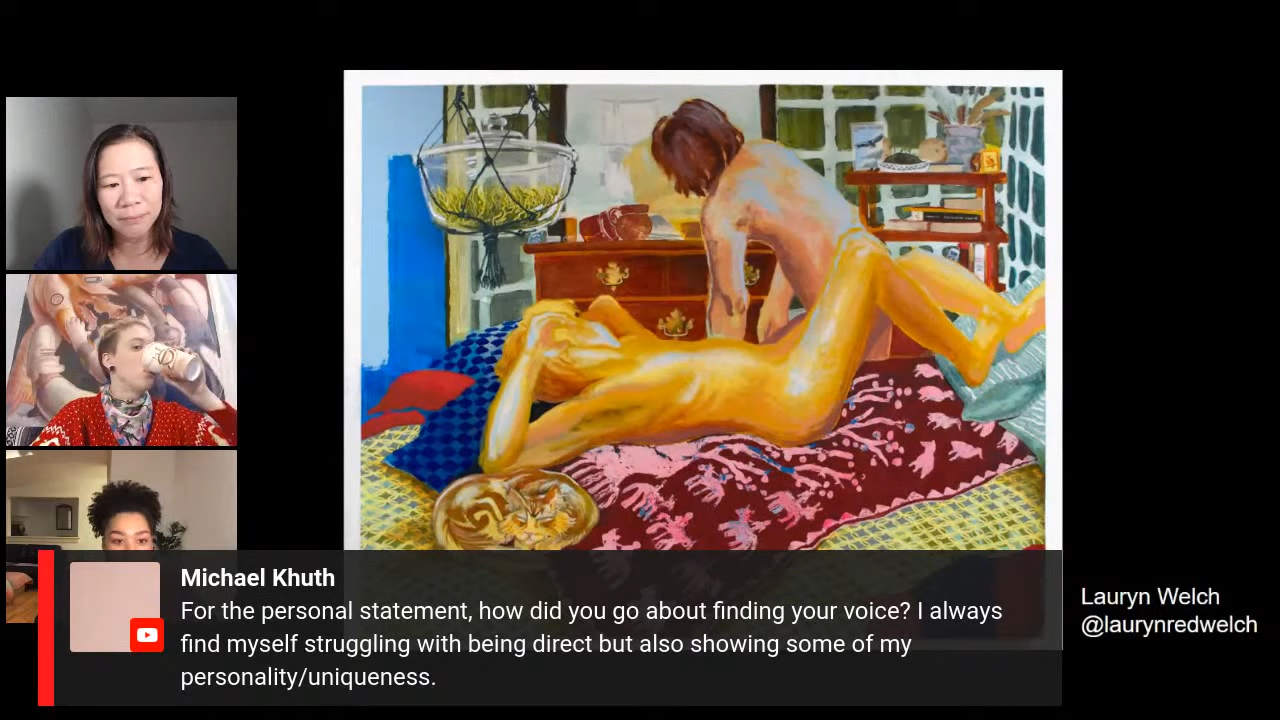 Michael Khuth
For the personal statement, how did you go about finding your voice? I always
find myself struggling with being direct but also showing some of my
personality/uniqueness.
Lauryn Welch
@laurynredwelch